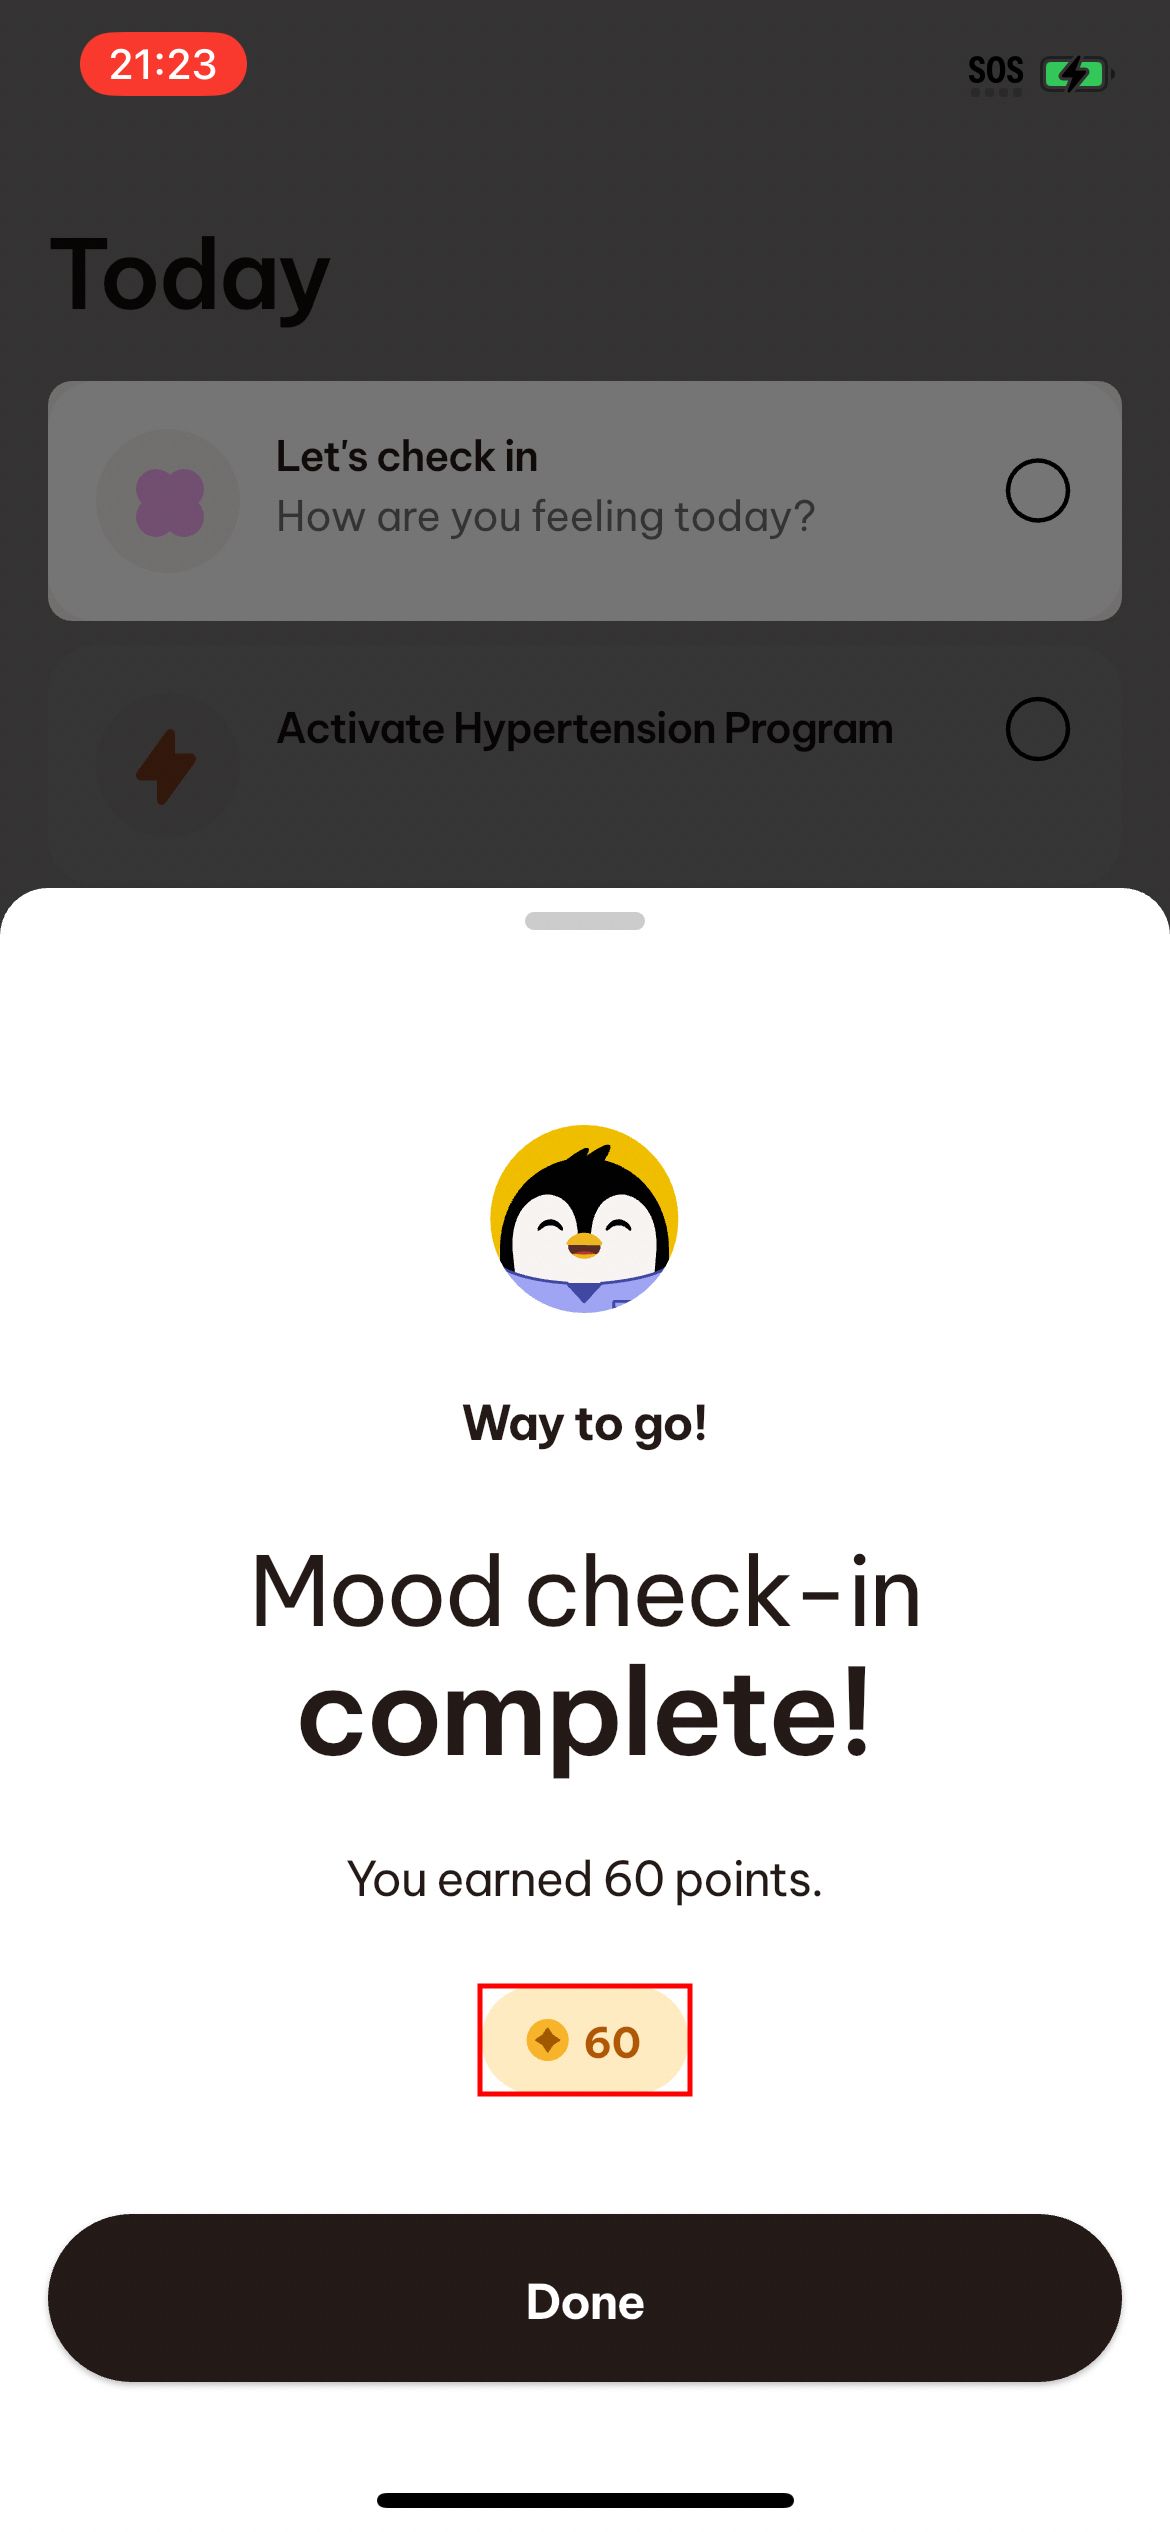 21:23
SOS
Today
Let's check in
How are you feeling today?
Activate Hypertension Program
Way to go!
Mood check-in
complete!
You earned 60 points.
60
Done